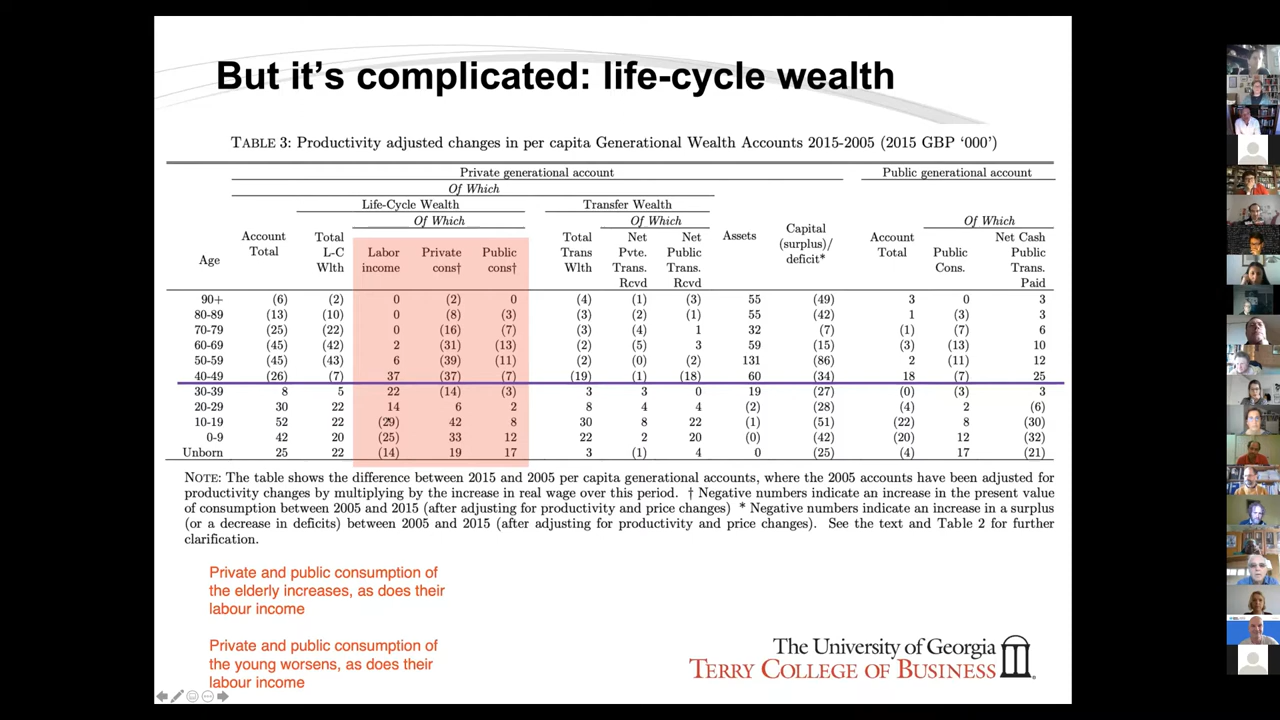 But it's complicated: life-cycle wealth
TABLE 3: Productivity adjusted changes in per capita Generational Wealth Accounts 2015-2005 (2015 GBP '000')
Private generational account Public generational account
Of Which
Life-Cycle Wealth Transfer Wealth
Of Which Of Which Of Which
Age Account Total Total L-C Wlth Labor income Private cons† Public cons† Total Trans Wlth Net Pvte. Trans. Rcvd Net Public Trans. Rcvd Assets Capital (surplus)/ deficit* Account Total Public Cons. Net Cash Public Trans. Paid
90+ (6) (2) 0 (2) 0 (4) (1) (3) 55 (49) 3 0 3
80-89 (13) (10) 0 (8) (3) (3) (2) (1) 55 (42) 1 (3) 3
70-79 (25) (22) 0 (16) (7) (3) (4) 1 32 (7) (1) (7) 6
60-69 (45) (42) 2 (31) (13) (2) (5) 3 59 (15) (3) (13) 10
50-59 (45) (43) 6 (39) (11) (2) (0) (2) 131 (86) 2 (11) 12
40-49 (26) (7) 37 (37) (7) (19) (1) (18) 60 (34) 18 (7) 25
30-39 8 5 22 (14) (3) 3 3 0 19 (27) (0) (3) 3
20-29 30 22 14 6 2 8 4 4 (2) (28) (4) 2 (6)
10-19 52 22 (29) 42 8 30 8 22 (1) (51) (22) 8 (30)
0-9 42 20 (25) 33 12 22 2 20 (0) (42) (20) 12 (32)
Unborn 25 22 (14) 19 17 3 (1) 4 0 (25) (4) 17 (21)
NOTE: The table shows the difference between 2015 and 2005 per capita generational accounts, where the 2005 accounts have been adjusted for
productivity changes by multiplying by the increase in real wage over this period. † Negative numbers indicate an increase in the present value
of consumption between 2005 and 2015 (after adjusting for productivity and price changes) * Negative numbers indicate an increase in a surplus
(or a decrease in deficits) between 2005 and 2015 (after adjusting for productivity and price changes). See the text and Table 2 for further
clarification.
Private and public consumption of
the elderly increases, as does their
labour income
Private and public consumption of
the young worsens, as does their
labour income
The University of Georgia
TERRY COLLEGE OF BUSINESS